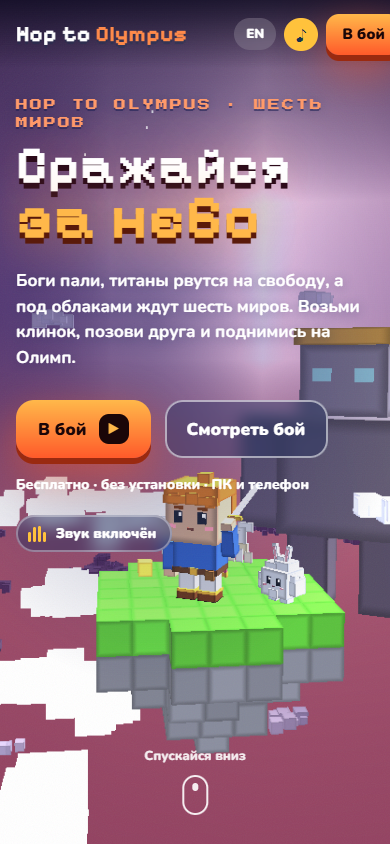 Hop to Olympus
EN
В бой
HOP TO OLYMPUS · ШЕСТЬ
МИРОВ
Сражайся
за небо
Боги пали, титаны рвутся на свободу, а
под облаками ждут шесть миров. Возьми
клинок, позови друга и поднимись на
Олимп.
В бой
Смотреть бой
Бесплатно · без установки · ПК и телефон
Звук включён
Спускайся вниз